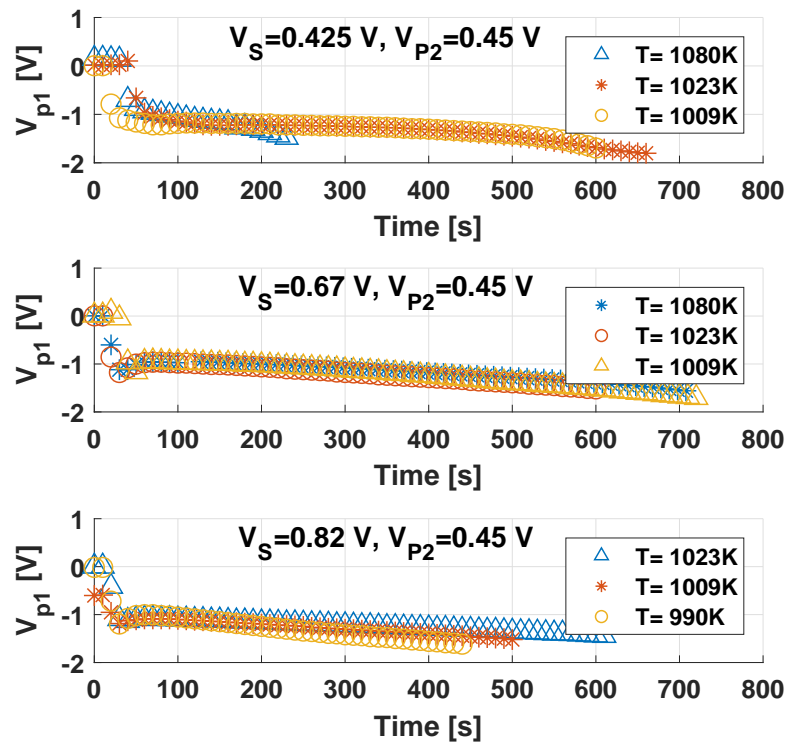 V_S=0.425 V, V_P2=0.45 V
1
0
-1
-2
V_p1 [V]
T= 1080K
T= 1023K
T= 1009K
0 100 200 300 400 500 600 700 800
Time [s]
V_S=0.67 V, V_P2=0.45 V
1
0
-1
-2
V_p1 [V]
T= 1080K
T= 1023K
T= 1009K
0 100 200 300 400 500 600 700 800
Time [s]
V_S=0.82 V, V_P2=0.45 V
1
0
-1
-2
V_p1 [V]
T= 1023K
T= 1009K
T= 990K
0 100 200 300 400 500 600 700 800
Time [s]